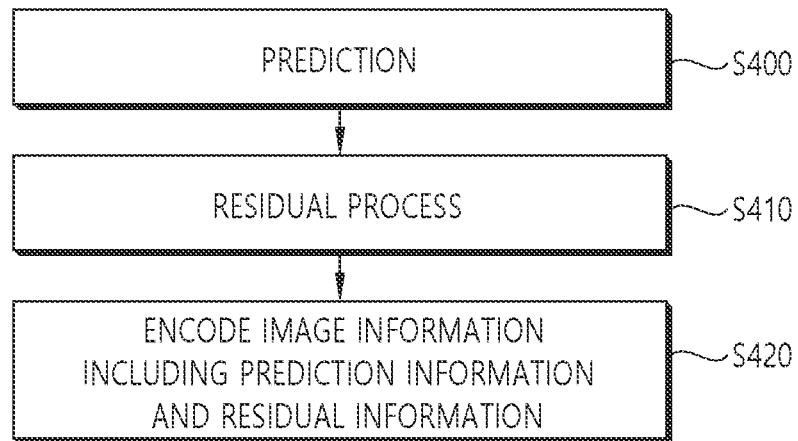 PREDICTION
S400
RESIDUAL PROCESS
S410
ENCODE IMAGE INFORMATION
INCLUDING PREDICTION INFORMATION
AND RESIDUAL INFORMATION
S420